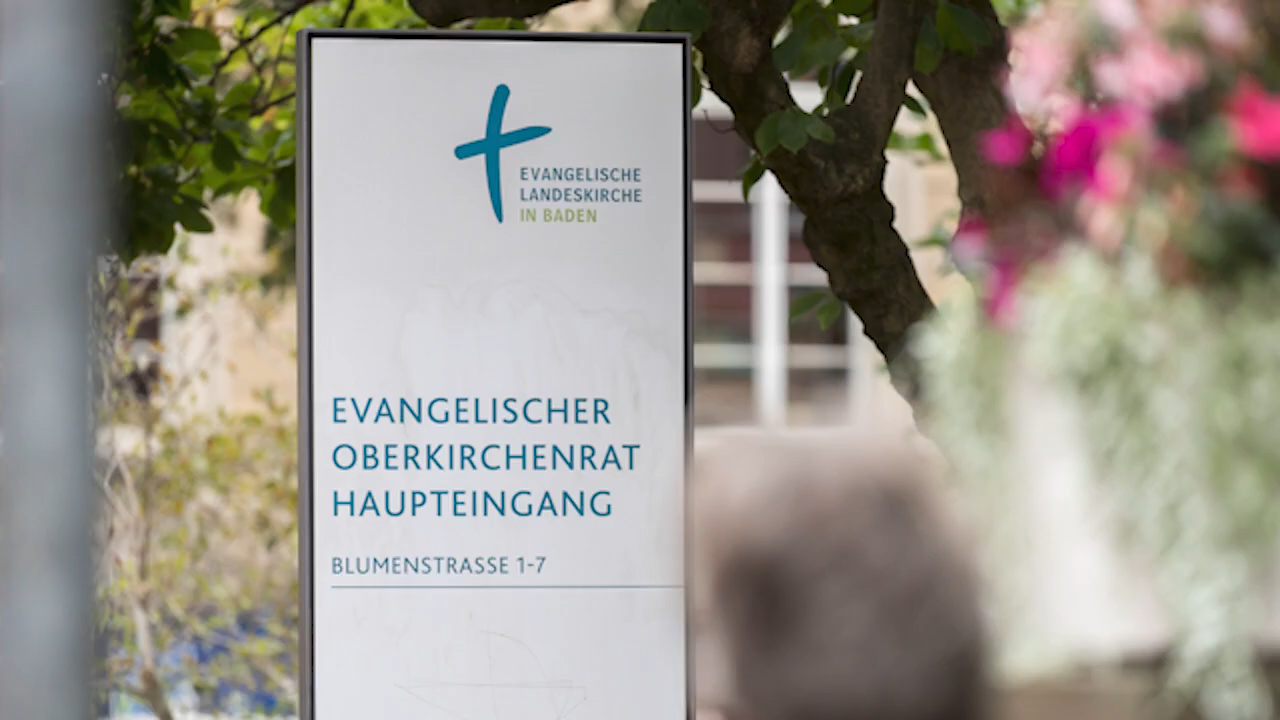 EVANGELISCHE
LANDESKIRCHE
IN BADEN
EVANGELISCHER
OBERKIRCHENRAT
HAUPTEINGANG
BLUMENSTRASSE 1-7